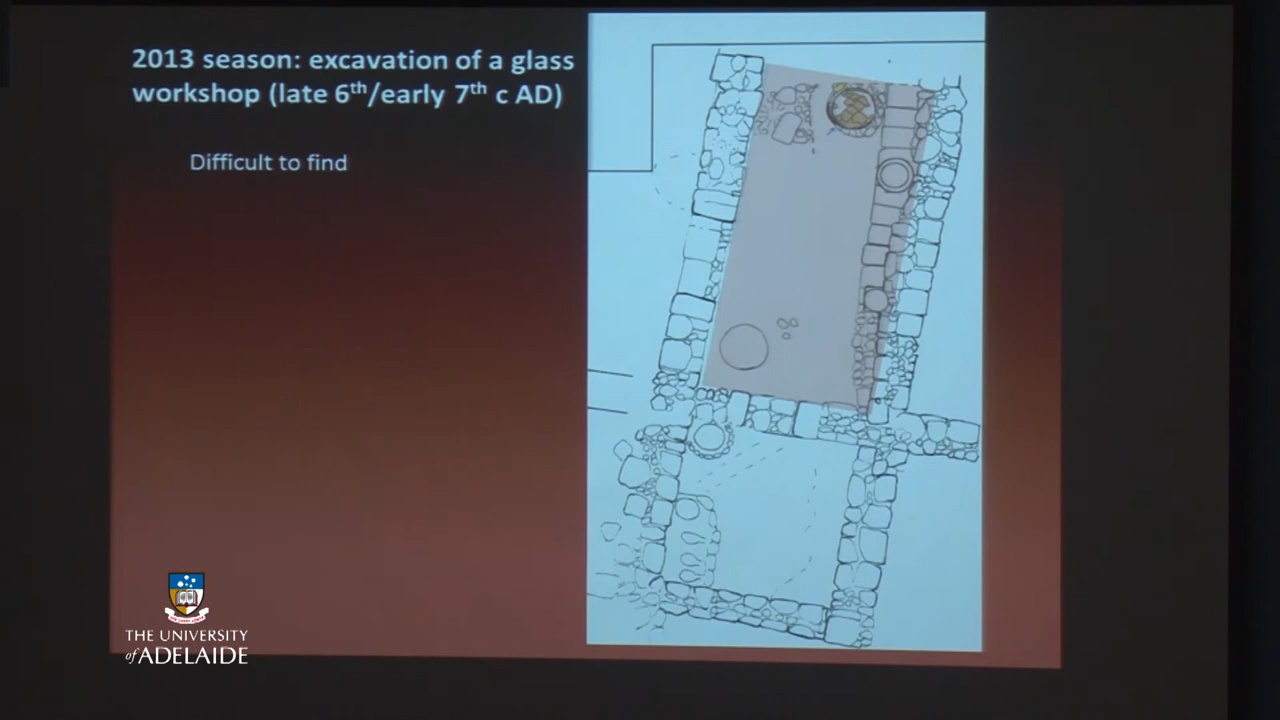 2013 season: excavation of a glass
workshop (late 6th/early 7th c AD)
Difficult to find
THE UNIVERSITY
of ADELAIDE